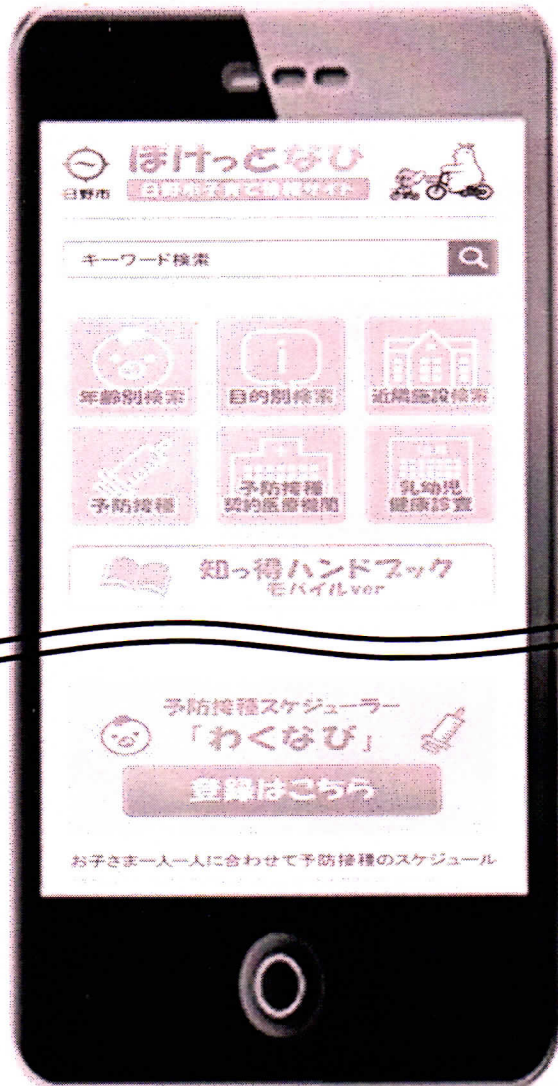 ぽけっとなび
日野市
日野市子育て情報サイト
キーワード検索
年齢別検索
目的別検索
近隣施設検索
予防接種
予防接種
契約医療機関
乳幼児
健康診査
知っ得ハンドブック
モバイルver
予防接種スケジューラー
「わくなび」
登録はこちら
お子さま一人一人に合わせて予防接種のスケジュール